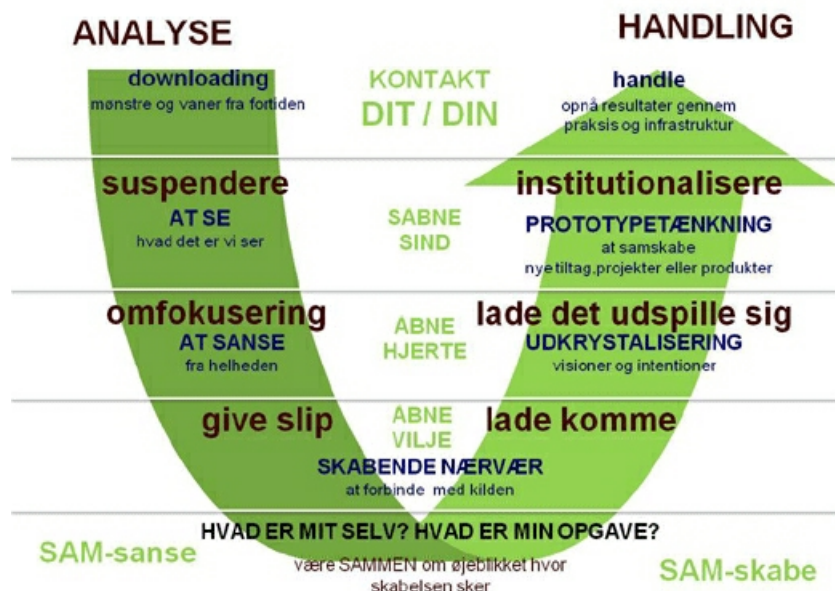 ANALYSE
HANDLING
downloading
mønstre og vaner fra fortiden
KONTAKT
DIT / DIN
handle
opnå resultater gennem
praksis og infrastruktur
suspendere
AT SE
hvad det er vi ser
SABNE
SIND
institutionalisere
PROTOTYPETÆNKNING
at samskabe
nye tiltag,projekter eller produkter
omfokusering
AT SANSE
fra helheden
ABNE
HJERTE
lade det udspille sig
UDKRYSTALISERING
visioner og intentioner
give slip
ABNE
VILJE
lade komme
SKABENDE NÆRVÆR
at forbinde med kilden
HVAD ER MIT SELV? HVAD ER MIN OPGAVE?
SAM-sanse
være SAMMEN om øjeblikket hvor
skabelsen sker
SAM-skabe